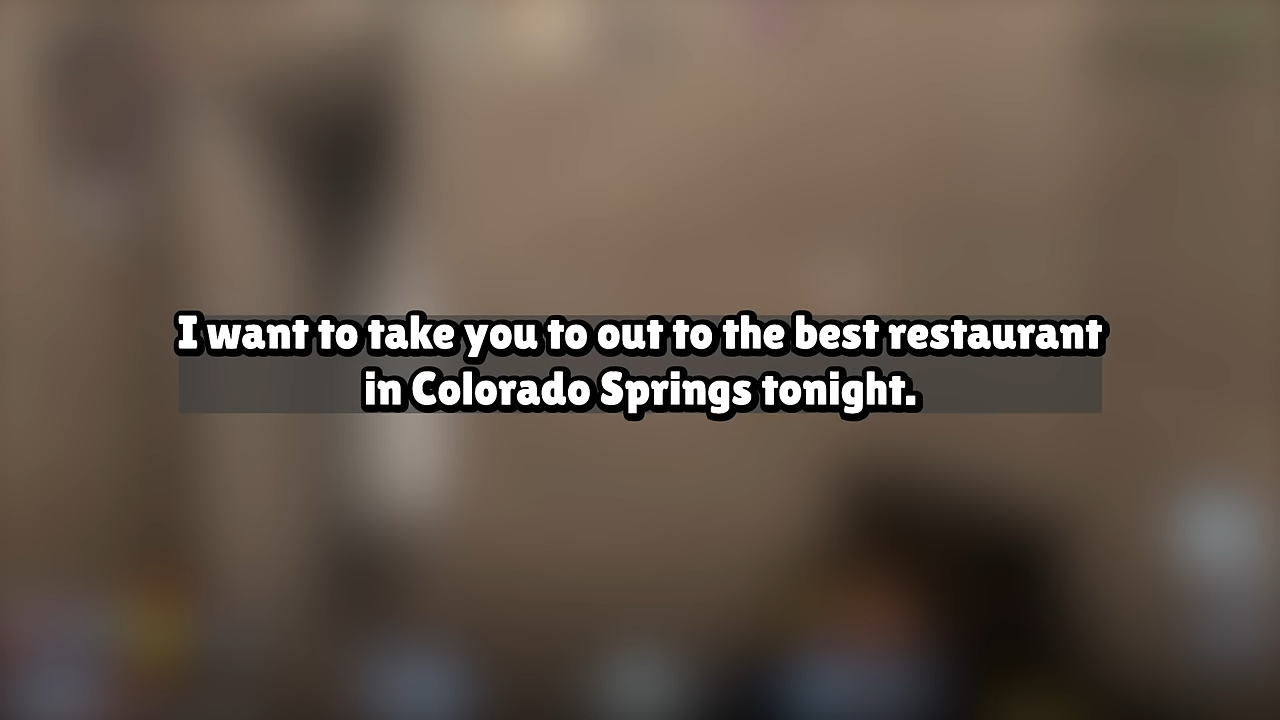 I want to take you to out to the best restaurant
in Colorado Springs tonight.